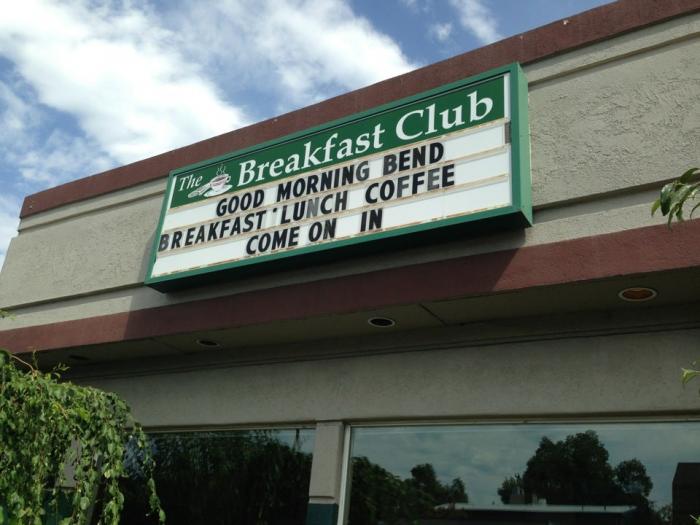 The Breakfast Club
GOOD MORNING BEND
BREAKFAST * LUNCH COFFEE
COME ON IN